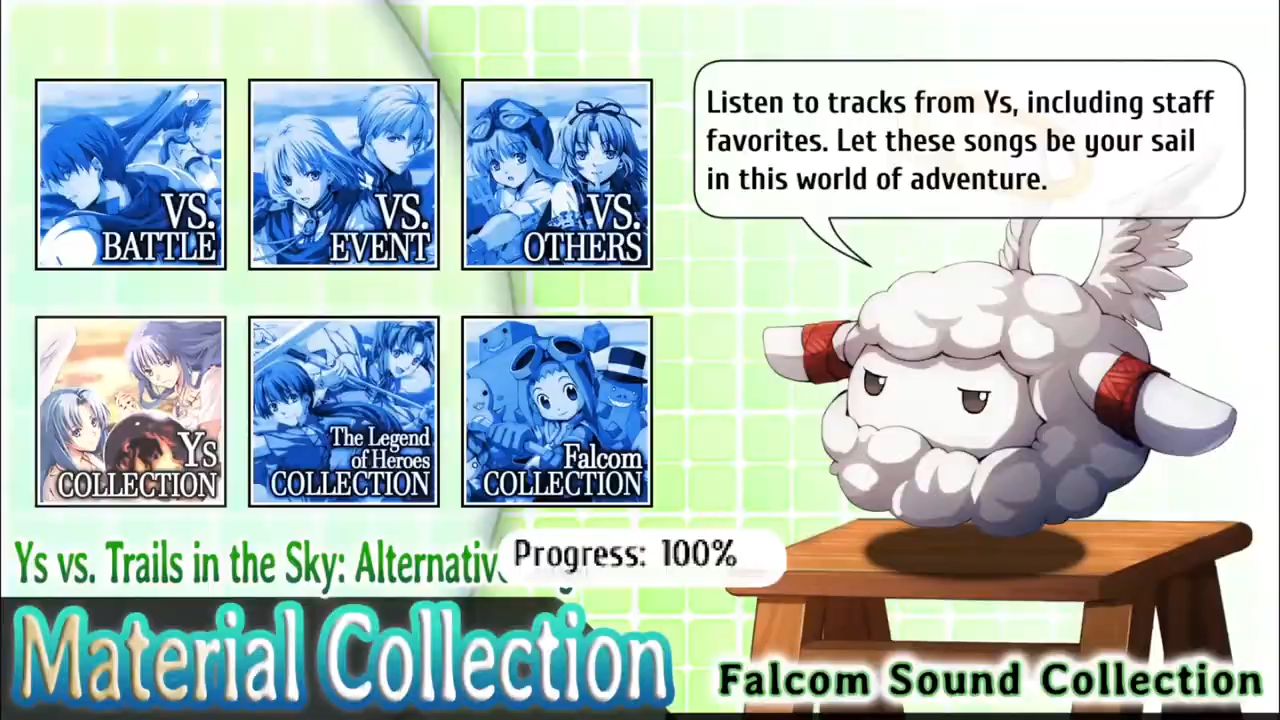 VS.
BATTLE
VS.
EVENT
VS.
OTHERS
Listen to tracks from Ys, including staff
favorites. Let these songs be your sail
in this world of adventure.
Ys
COLLECTION
The Legend
of Heroes
COLLECTION
Falcom
COLLECTION
Ys vs. Trails in the Sky:
Progress: 100%
Material Collection
Falcom Sound Collection